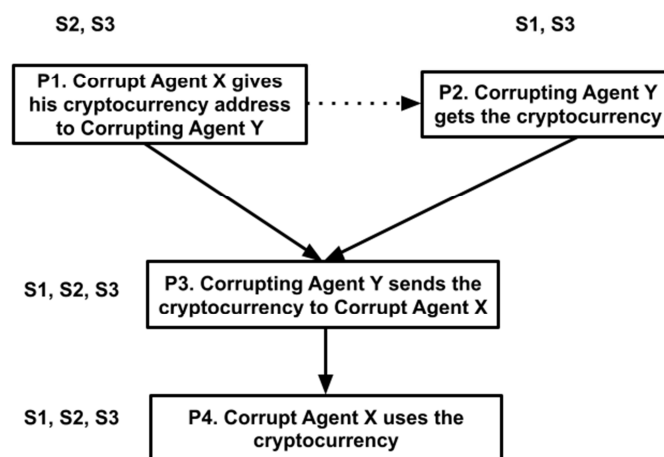 S2, S3
S1, S3
P1. Corrupt Agent X gives
his cryptocurrency address
to Corrupting Agent Y
P2. Corrupting Agent Y
gets the cryptocurrency
S1, S2, S3
P3. Corrupting Agent Y sends the
cryptocurrency to Corrupt Agent X
S1, S2, S3
P4. Corrupt Agent X uses the
cryptocurrency